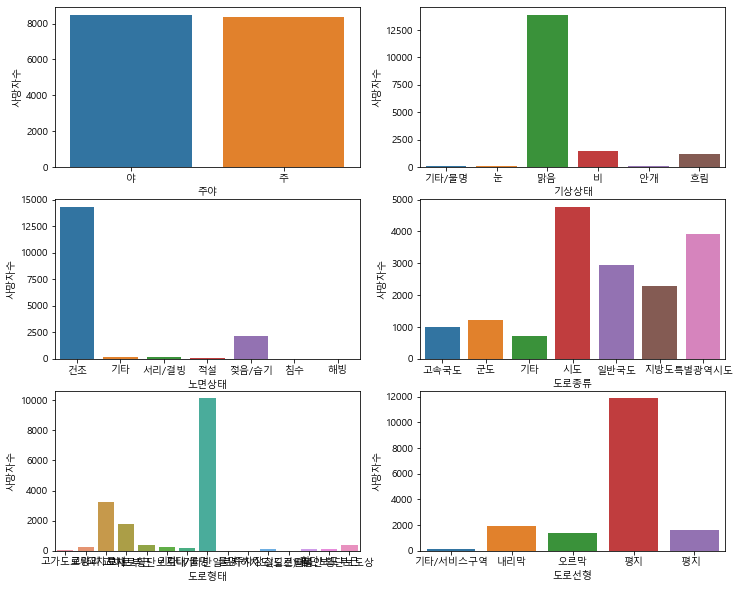 8000
6000
4000
2000
0
사망자수
야 주
주야
12500
10000
7500
5000
2500
0
사망자수
기타/불명 눈 맑음 비 안개 흐림
기상상태
15000
12500
10000
7500
5000
2500
0
사망자수
건조 기타 서리/결빙 적설 젖음/습기 침수 해빙
노면상태
5000
4000
3000
2000
1000
0
사망자수
고속국도 군도 기타 시도 일반국도 지방도 특별광역시도
도로종류
10000
8000
6000
4000
2000
0
사망자수
도로형태
12000
10000
8000
6000
4000
2000
0
사망자수
기타/서비스구역 내리막 오르막 평지 평지
도로선형